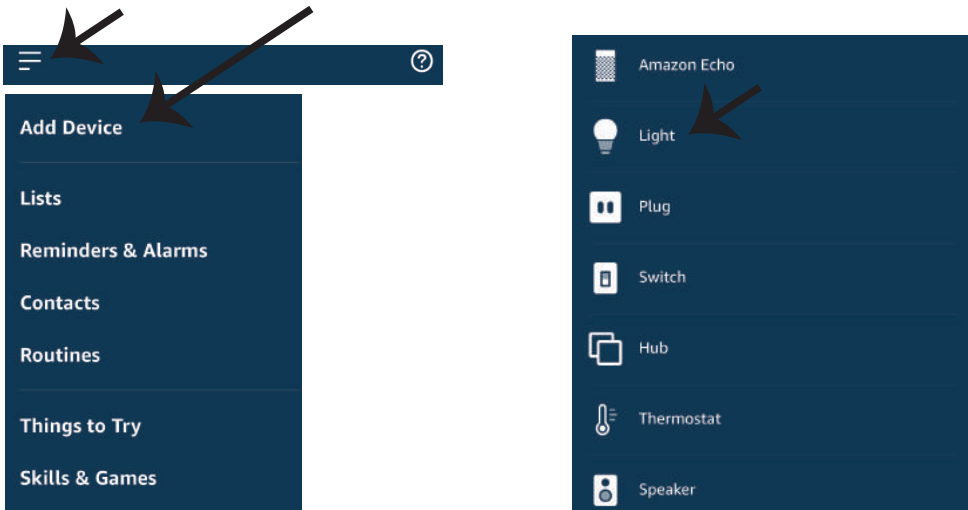 ?
Add Device
Lists
Reminders & Alarms
Contacts
Routines
Things to Try
Skills & Games
Amazon Echo
Light
Plug
Switch
Hub
Thermostat
Speaker